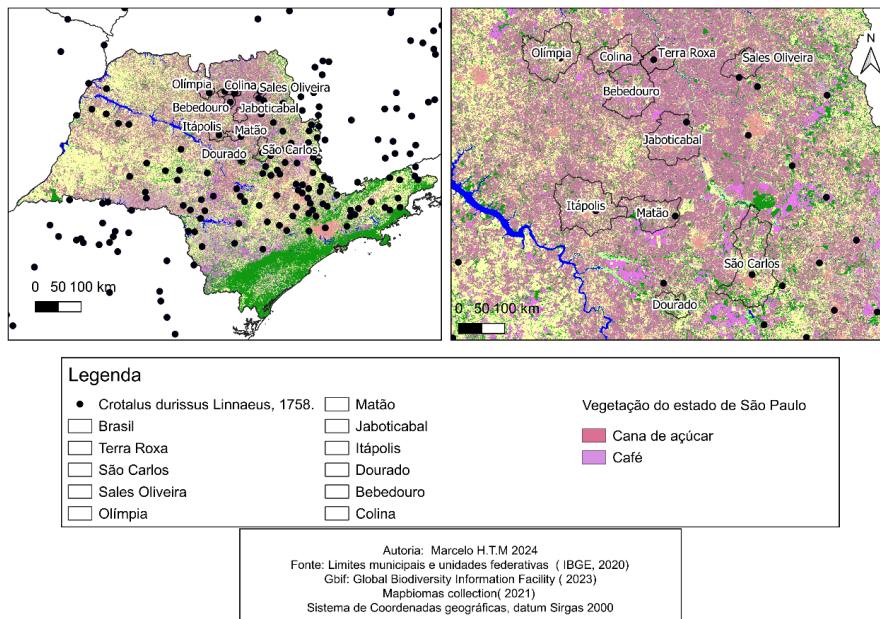 Olímpia
Colina
Sales Oliveira
Bebedouro
Jaboticabal
Itápolis
Matão
Dourado
São Carlos
0 50 100 km
N
Olímpia
Colina
Terra Roxa
Sales Oliveira
Bebedouro
Jaboticabal
Itápolis
Matão
São Carlos
Dourado
0 50 100 km
Legenda
Crotalus durissus Linnaeus, 1758.
Brasil
Terra Roxa
São Carlos
Sales Oliveira
Olímpia
Matão
Jaboticabal
Itápolis
Dourado
Bebedouro
Colina
Vegetação do estado de São Paulo
Cana de açúcar
Café
Autoria: Marcelo H.T.M 2024
Fonte: Limites municipais e unidades federativas ( IBGE, 2020)
Gbif: Global Biodiversity Information Facility ( 2023)
Mapbiomas collection( 2021)
Sistema de Coordenadas geográficas, datum Sirgas 2000